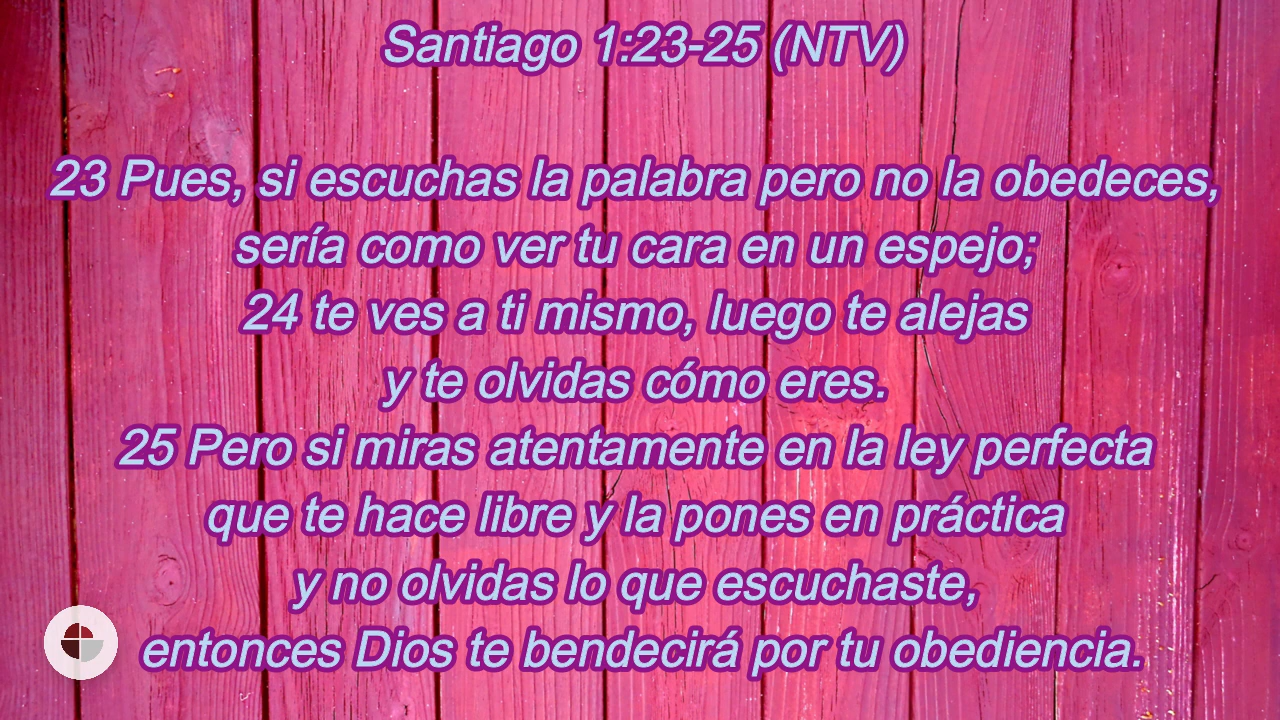 Santiago 1:23-25 (NTV)
23 Pues, si escuchas la palabra pero no la obedeces,
sería como ver tu cara en un espejo;
24 te ves a ti mismo, luego te alejas
y te olvidas cómo eres.
25 Pero si miras atentamente en la ley perfecta
que te hace libre y la pones en práctica
y no olvidas lo que escuchaste,
entonces Dios te bendecirá por tu obediencia.